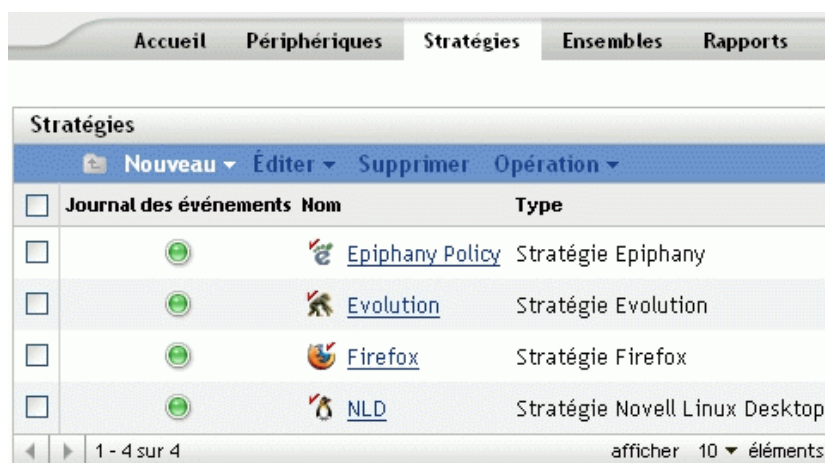 Accueil Périphériques Stratégies Ensembles Rapports
Stratégies
Nouveau Éditer Supprimer Opération
Journal des événements Nom Type
Epiphany Policy Stratégie Epiphany
Evolution Stratégie Evolution
Firefox Stratégie Firefox
NLD Stratégie Novell Linux Desktop
1 - 4 sur 4 afficher 10 éléments